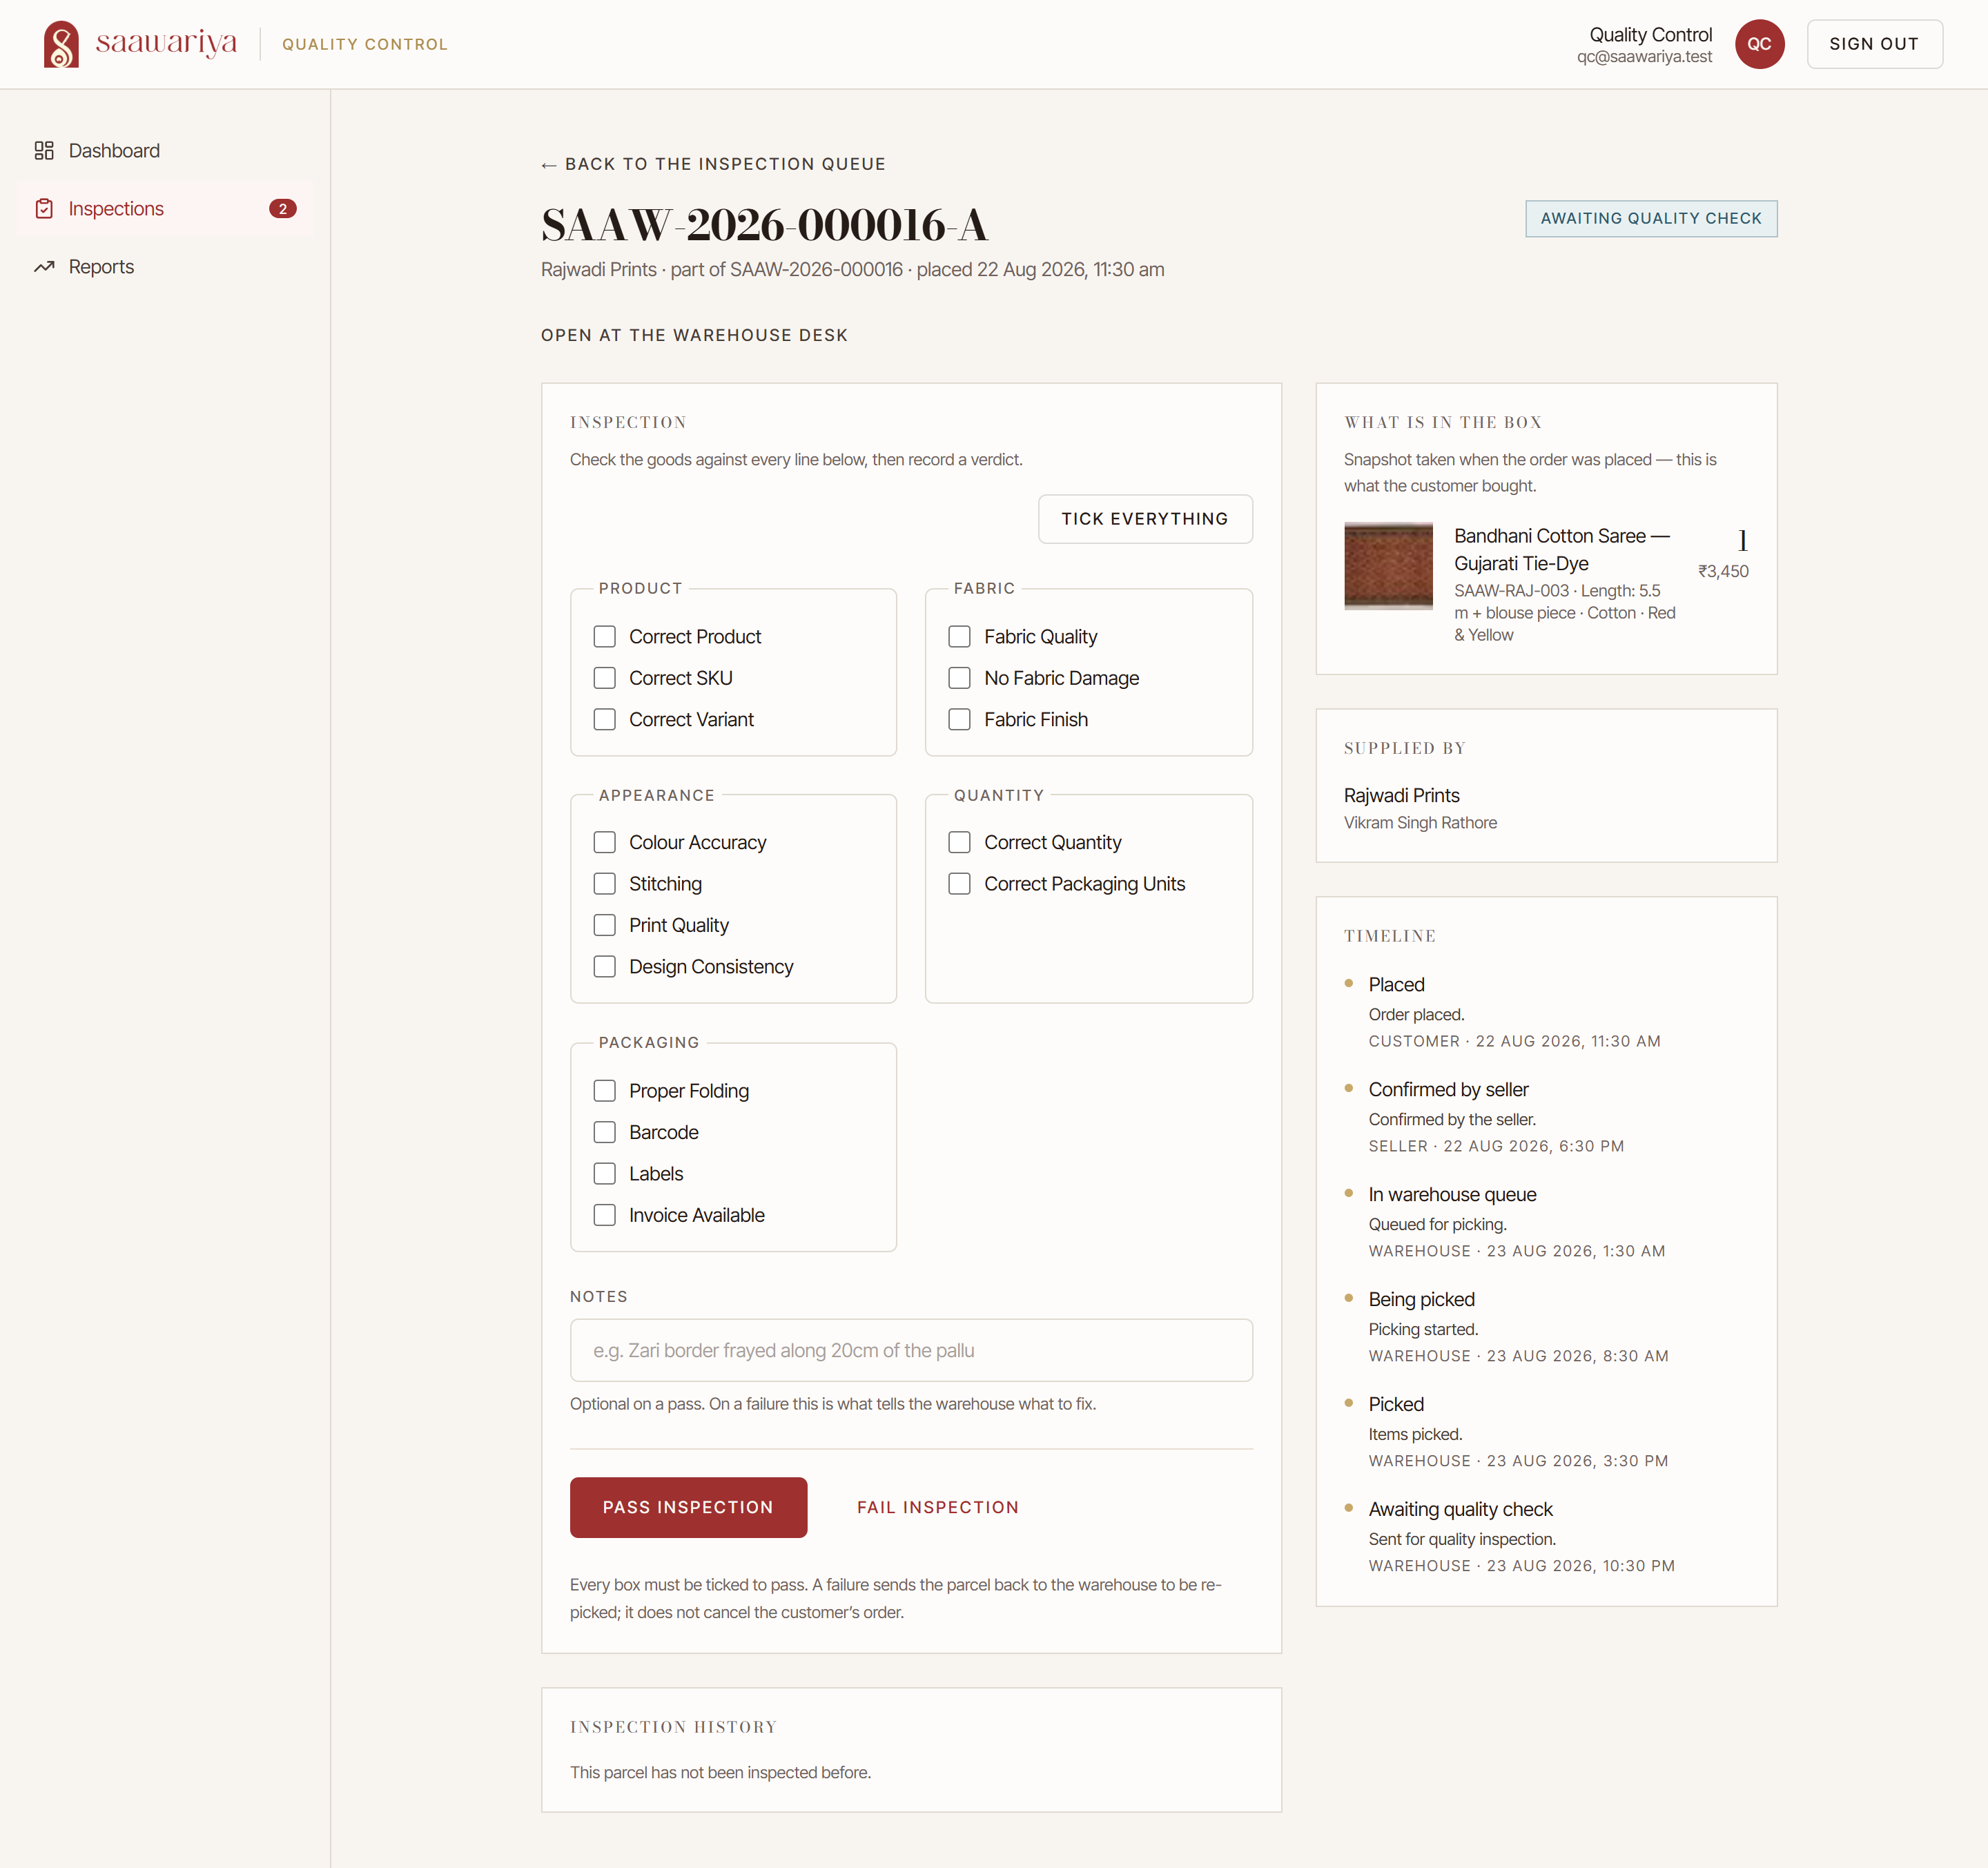 saawariya
QUALITY CONTROL
Quality Control
qc@saawariya.test
QC
SIGN OUT
Dashboard
Inspections
2
Reports
← BACK TO THE INSPECTION QUEUE
SAAW-2026-000016-A
AWAITING QUALITY CHECK
Rajwadi Prints · part of SAAW-2026-000016 · placed 22 Aug 2026, 11:30 am
OPEN AT THE WAREHOUSE DESK
INSPECTION
Check the goods against every line below, then record a verdict.
TICK EVERYTHING
PRODUCT
Correct Product
Correct SKU
Correct Variant
FABRIC
Fabric Quality
No Fabric Damage
Fabric Finish
APPEARANCE
Colour Accuracy
Stitching
Print Quality
Design Consistency
QUANTITY
Correct Quantity
Correct Packaging Units
PACKAGING
Proper Folding
Barcode
Labels
Invoice Available
NOTES
e.g. Zari border frayed along 20cm of the pallu
Optional on a pass. On a failure this is what tells the warehouse what to fix.
PASS INSPECTION
FAIL INSPECTION
Every box must be ticked to pass. A failure sends the parcel back to the warehouse to be re-
picked; it does not cancel the customer’s order.
INSPECTION HISTORY
This parcel has not been inspected before.
WHAT IS IN THE BOX
Snapshot taken when the order was placed — this is
what the customer bought.
Bandhani Cotton Saree —
Gujarati Tie-Dye
SAAW-RAJ-003 · Length: 5.5
m + blouse piece · Cotton · Red
& Yellow
1
₹3,450
SUPPLIED BY
Rajwadi Prints
Vikram Singh Rathore
TIMELINE
Placed
Order placed.
CUSTOMER · 22 AUG 2026, 11:30 AM
Confirmed by seller
Confirmed by the seller.
SELLER · 22 AUG 2026, 6:30 PM
In warehouse queue
Queued for picking.
WAREHOUSE · 23 AUG 2026, 1:30 AM
Being picked
Picking started.
WAREHOUSE · 23 AUG 2026, 8:30 AM
Picked
Items picked.
WAREHOUSE · 23 AUG 2026, 3:30 PM
Awaiting quality check
Sent for quality inspection.
WAREHOUSE · 23 AUG 2026, 10:30 PM